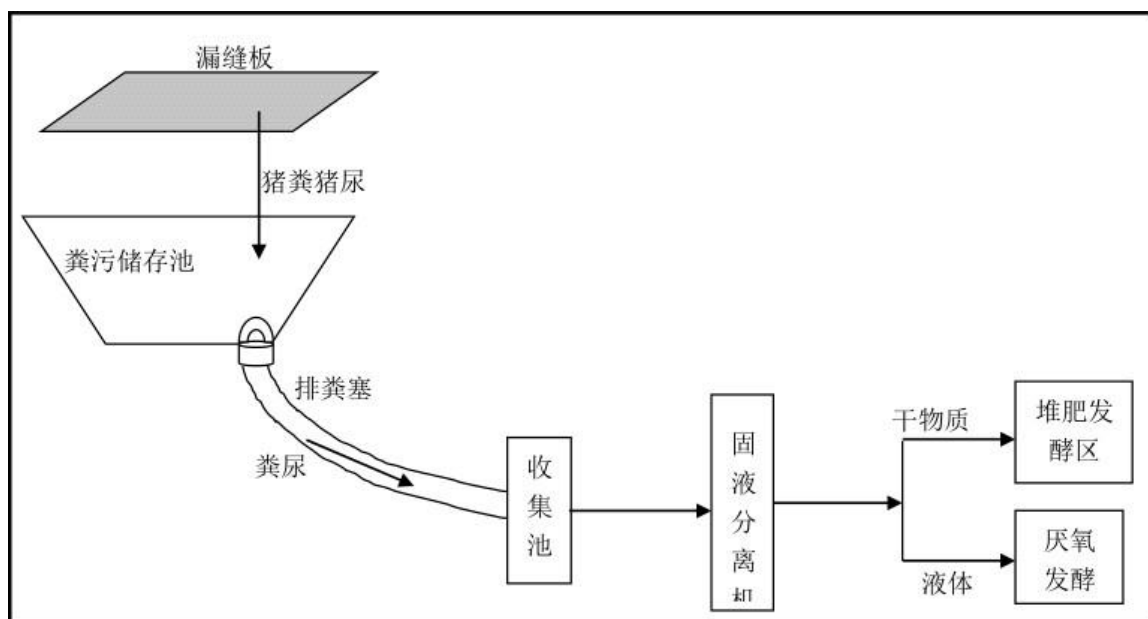 漏缝板
猪粪猪尿
粪污储存池
排粪塞
粪尿
收
集
池
固
液
分
离
机
干物质
堆肥发
酵区
液体
厌氧
发酵